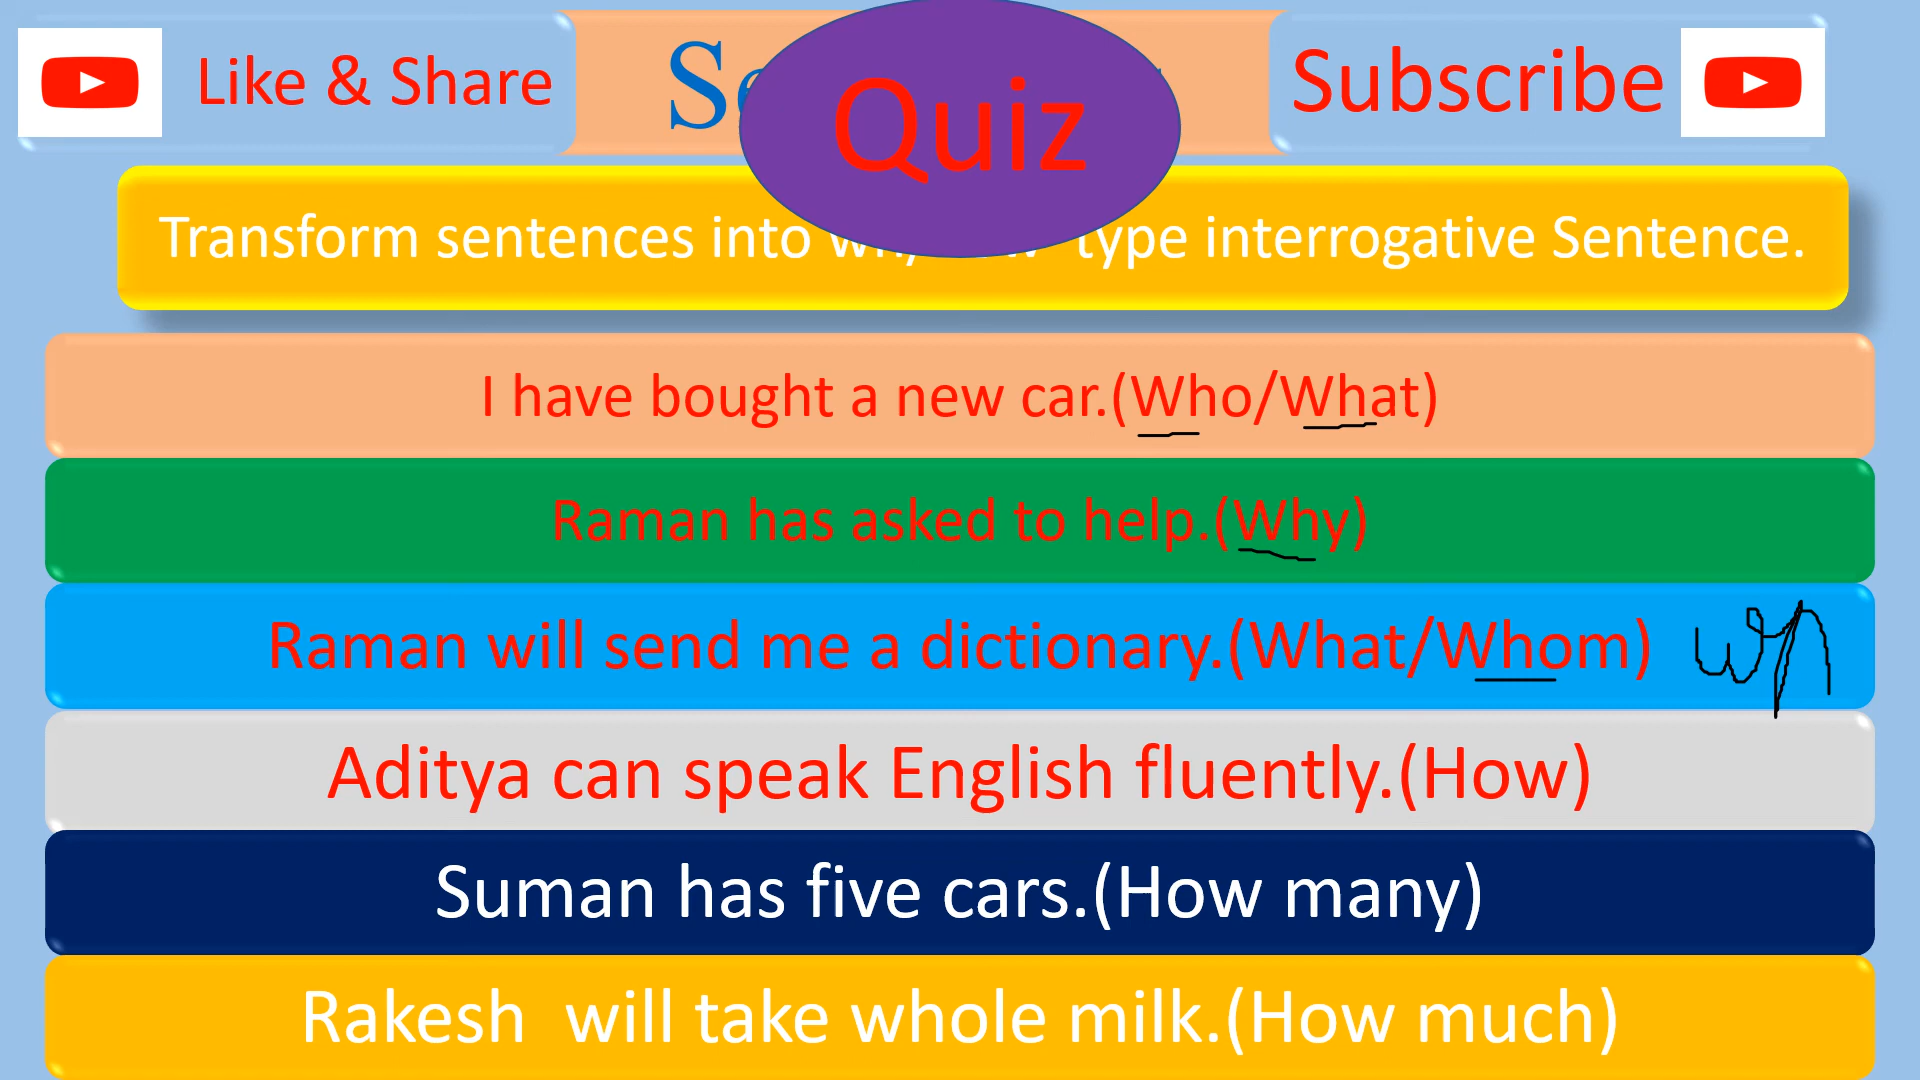 Like & Share
Quiz
Subscribe
Transform sentences into type interrogative Sentence.
I have bought a new car.(Who/What)
Raman has asked to help.(Why)
Raman will send me a dictionary.(What/Whom) wh
Aditya can speak English fluently.(How)
Suman has five cars.(How many)
Rakesh will take whole milk.(How much)